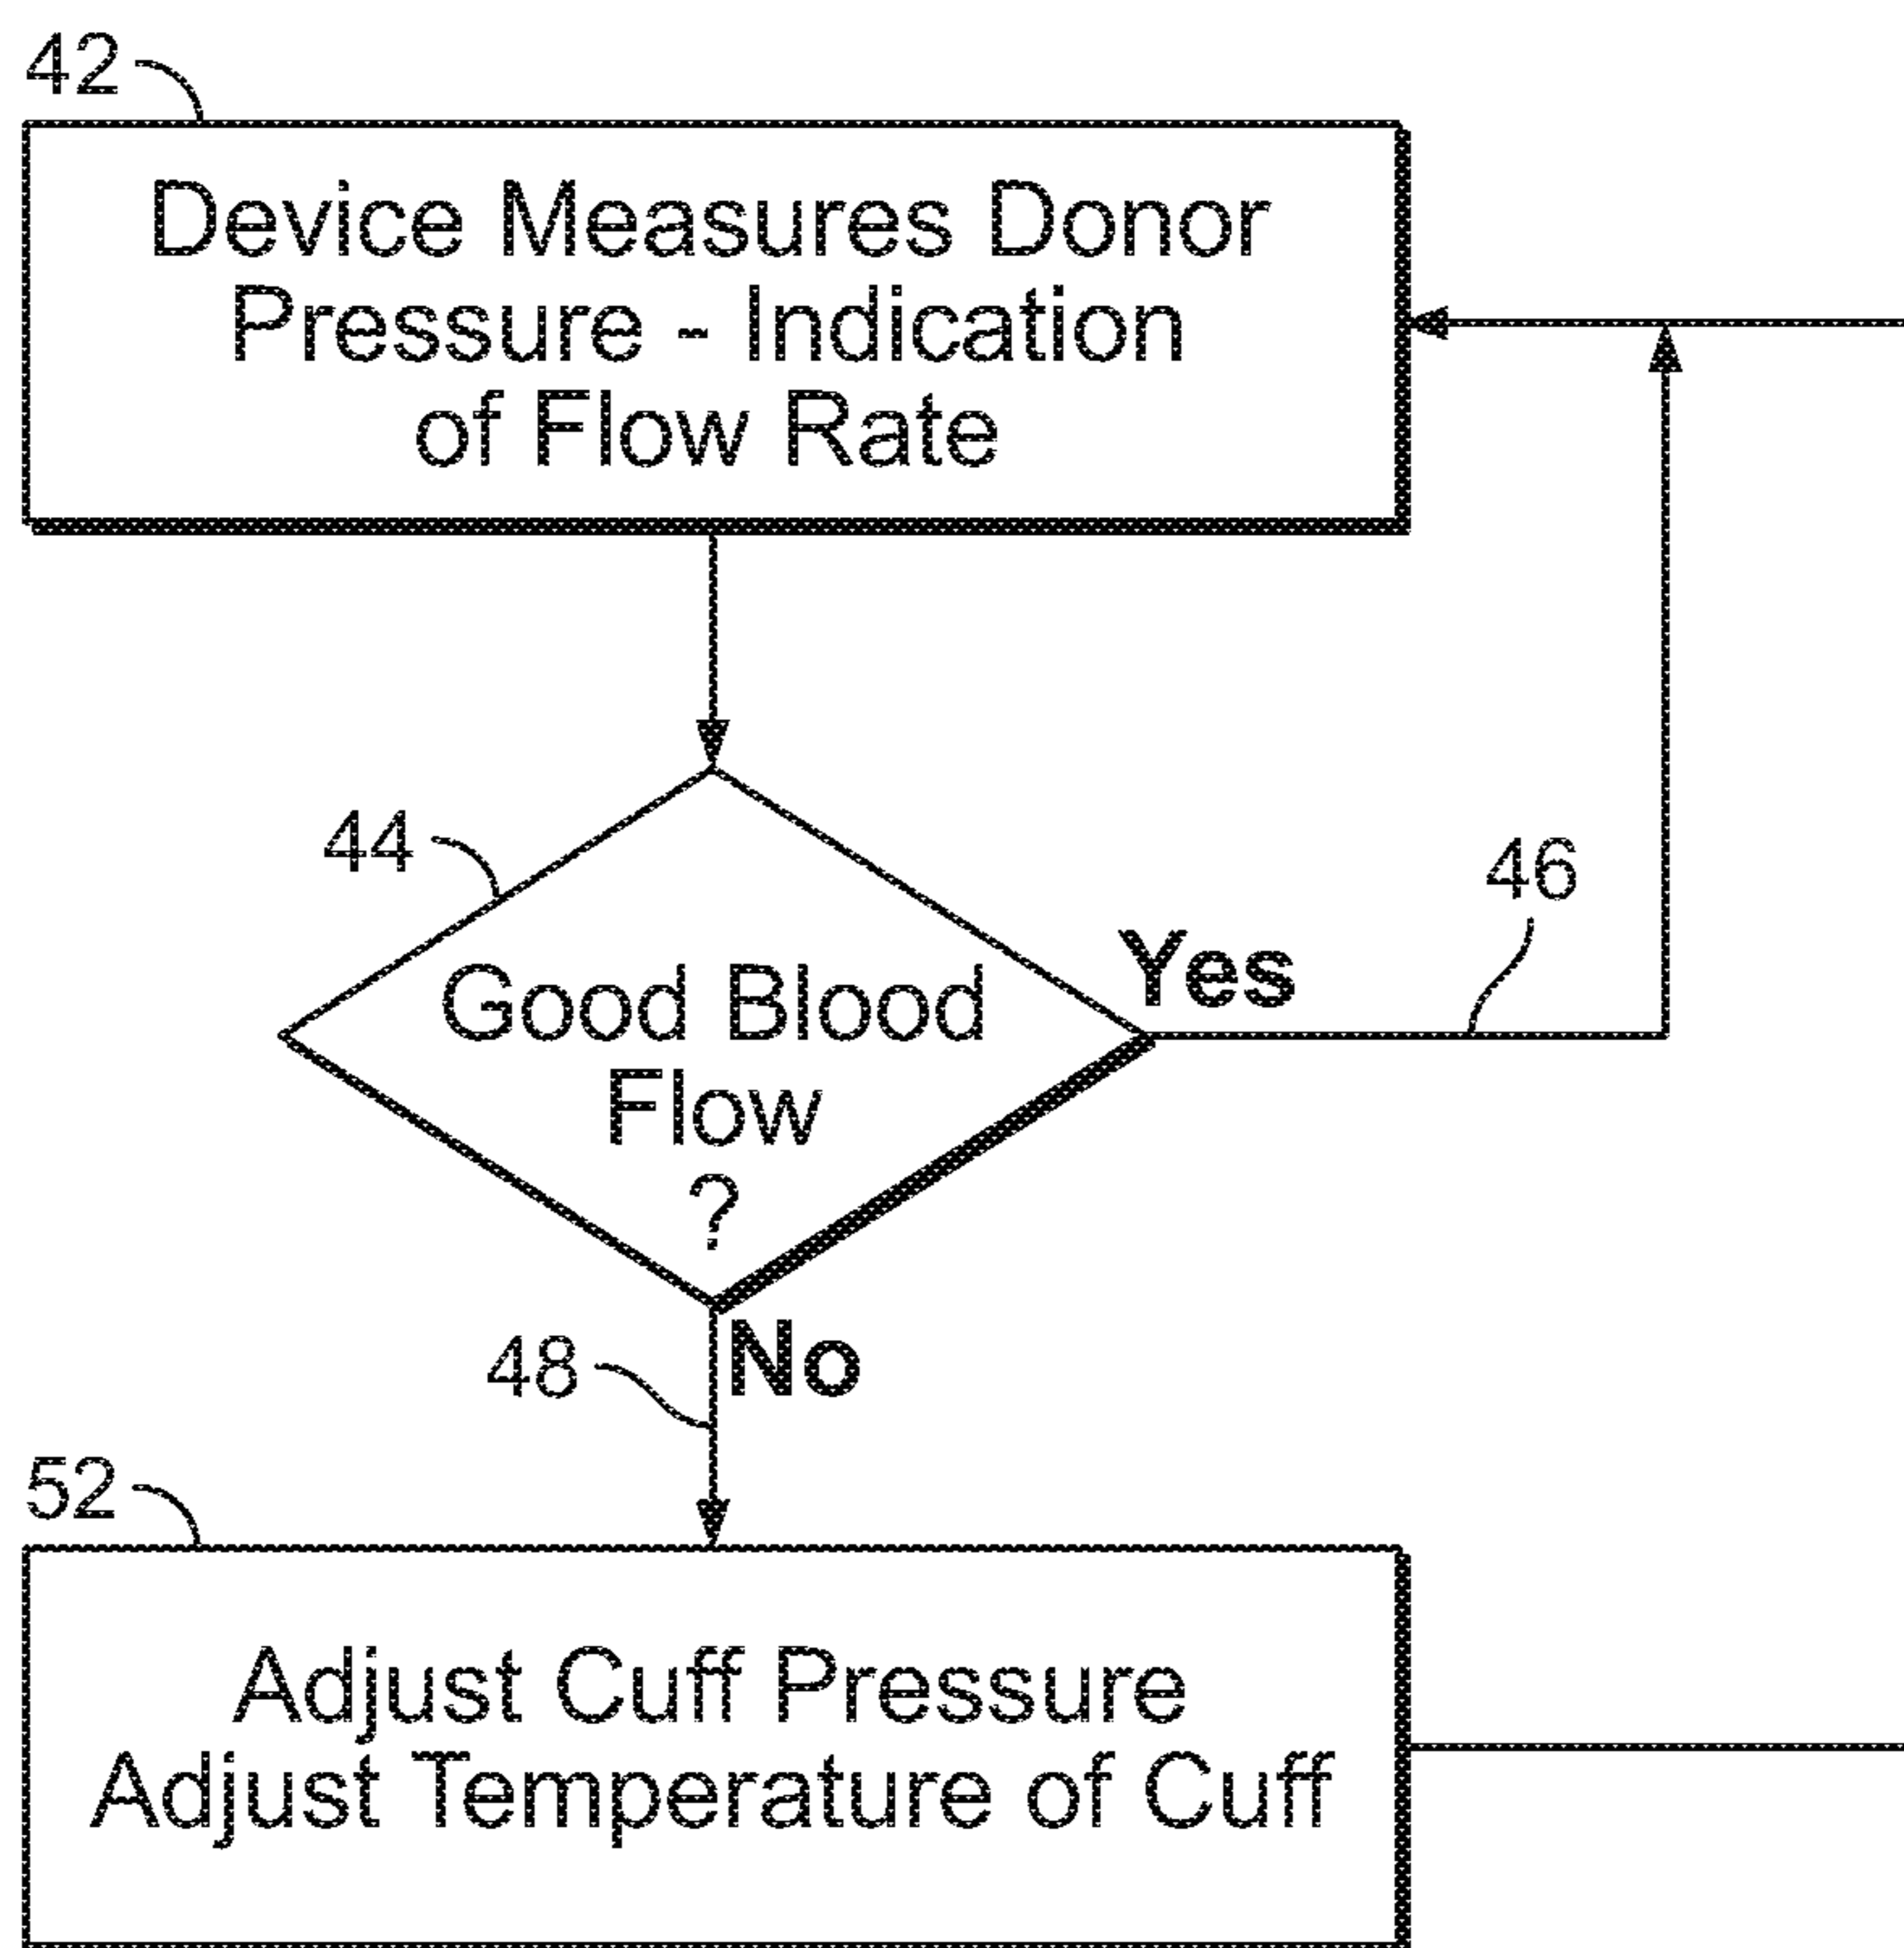 42
Device Measures Donor
Pressure - Indication
of Flow Rate
44
46
Yes
Good Blood
Flow
?
48
No
52
Adjust Cuff Pressure
Adjust Temperature of Cuff